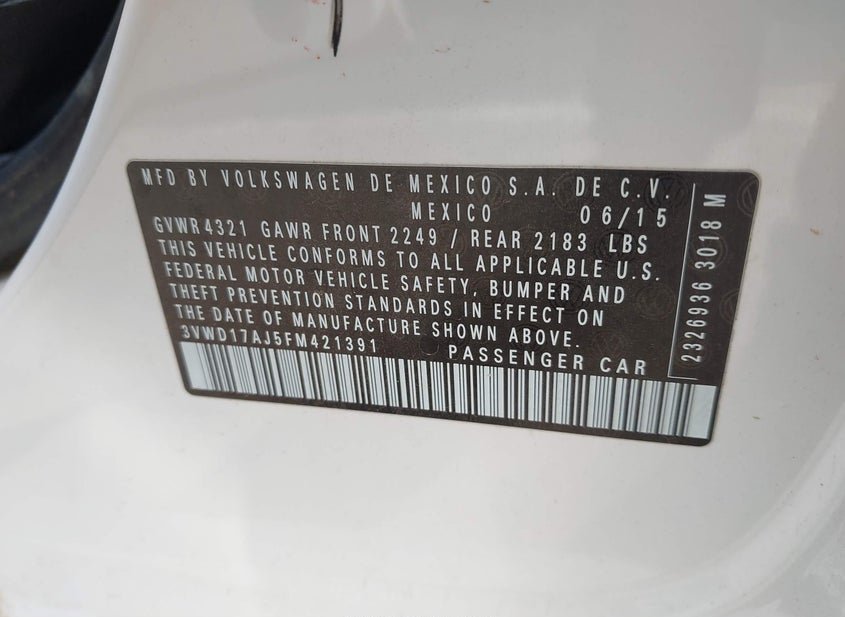 MFD BY VOLKSWAGEN DE MEXICO S.A. DE C.V.
MEXICO 06/15
GVWR 4321 GAWR FRONT 2249 / REAR 2183 LBS
THIS VEHICLE CONFORMS TO ALL APPLICABLE U.S.
FEDERAL MOTOR VEHICLE SAFETY, BUMPER AND
THEFT PREVENTION STANDARDS IN EFFECT ON
THE DATE OF MANUFACTURE SHOWN ABOVE.
3VWD17AJ5FM421391 PASSENGER CAR
2326936 3018 M